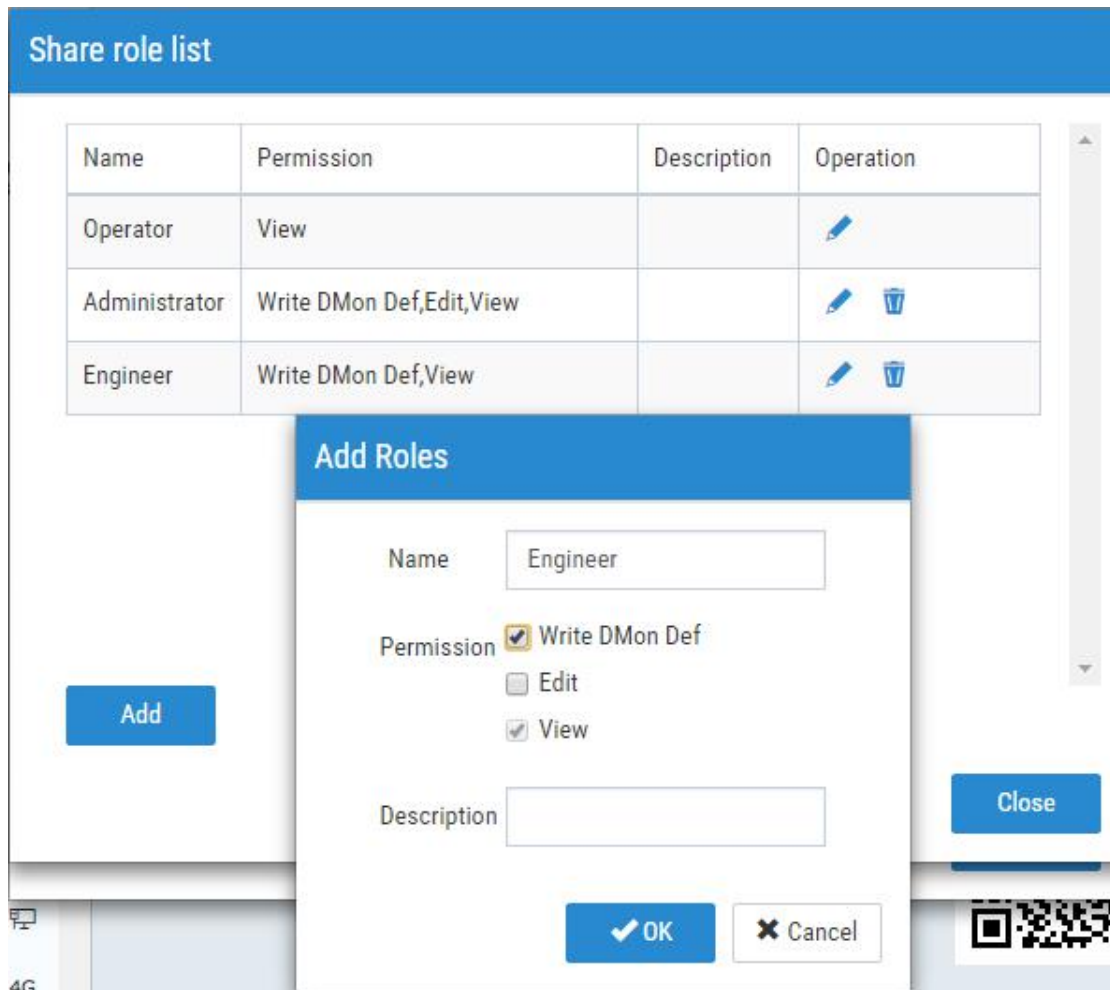 Share role list
Name Permission Description Operation
Operator View
Administrator Write DMon Def,Edit,View
Engineer Write DMon Def,View
Add Roles
Name Engineer
Permission Write DMon Def
Edit
View
Add
Close
Description
OK Cancel
4G